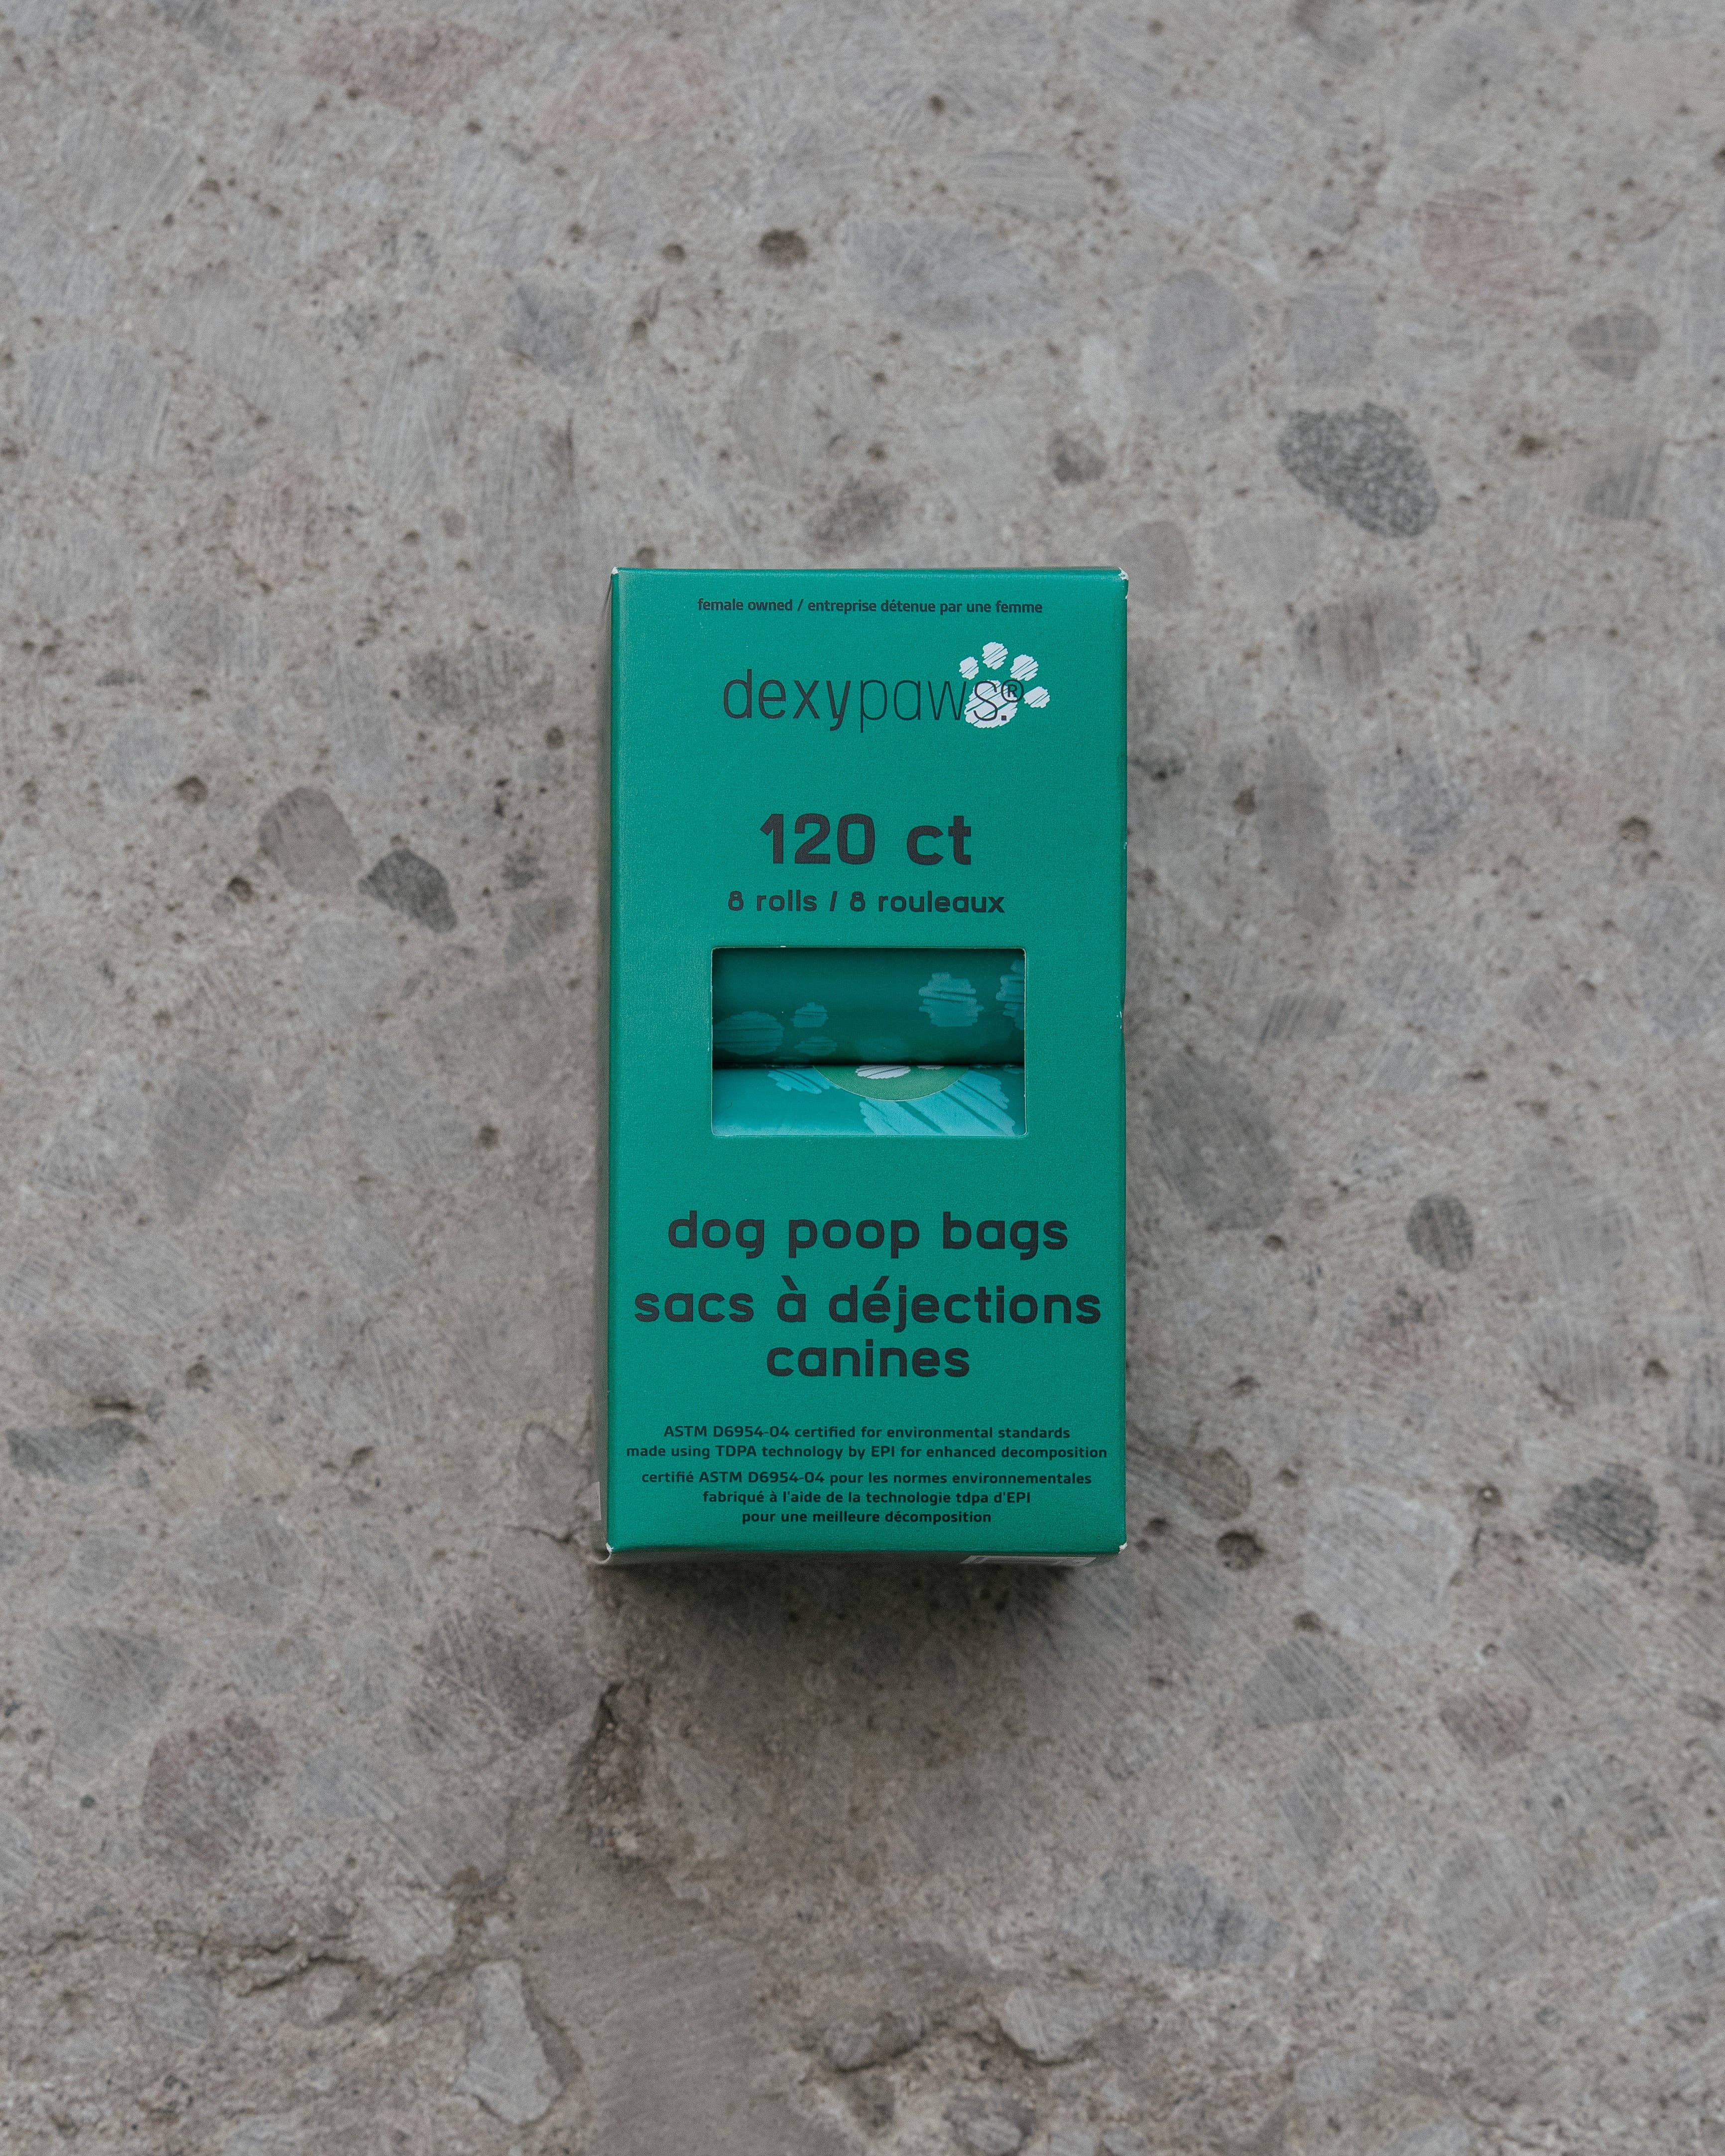 female owned / entreprise détenue par une femme
dexypaws.®
120 ct
8 rolls / 8 rouleaux
dog poop bags
sacs à déjections
canines
ASTM D6954-04 certified for environmental standards
made using TDPA technology by EPI for enhanced decomposition
certifié ASTM D6954-04 pour les normes environnementales
fabriqué à l'aide de la technologie tdpa d'EPI
pour une meilleure décomposition